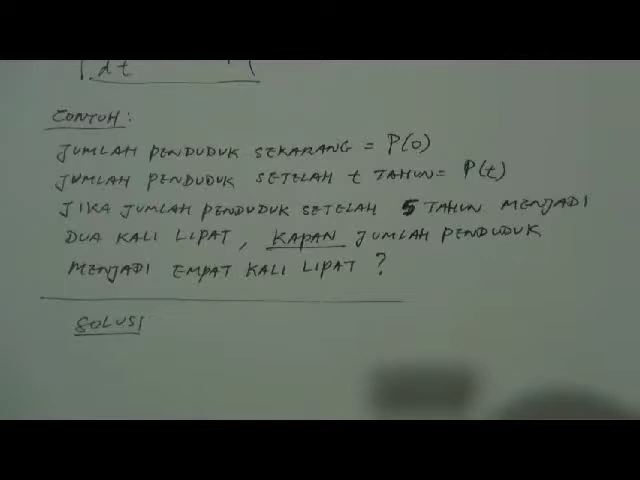 dt
CONTOH:
JUMLAH PENDUDUK SEKARANG = P(0)
JUMLAH PENDUDUK SETELAH t TAHUN = P(t)
JIKA JUMLAH PENDUDUK SETELAH 5 TAHUN MENJADI
DUA KALI LIPAT, KAPAN JUMLAH PENDUDUK
MENJADI EMPAT KALI LIPAT ?
SOLUSI